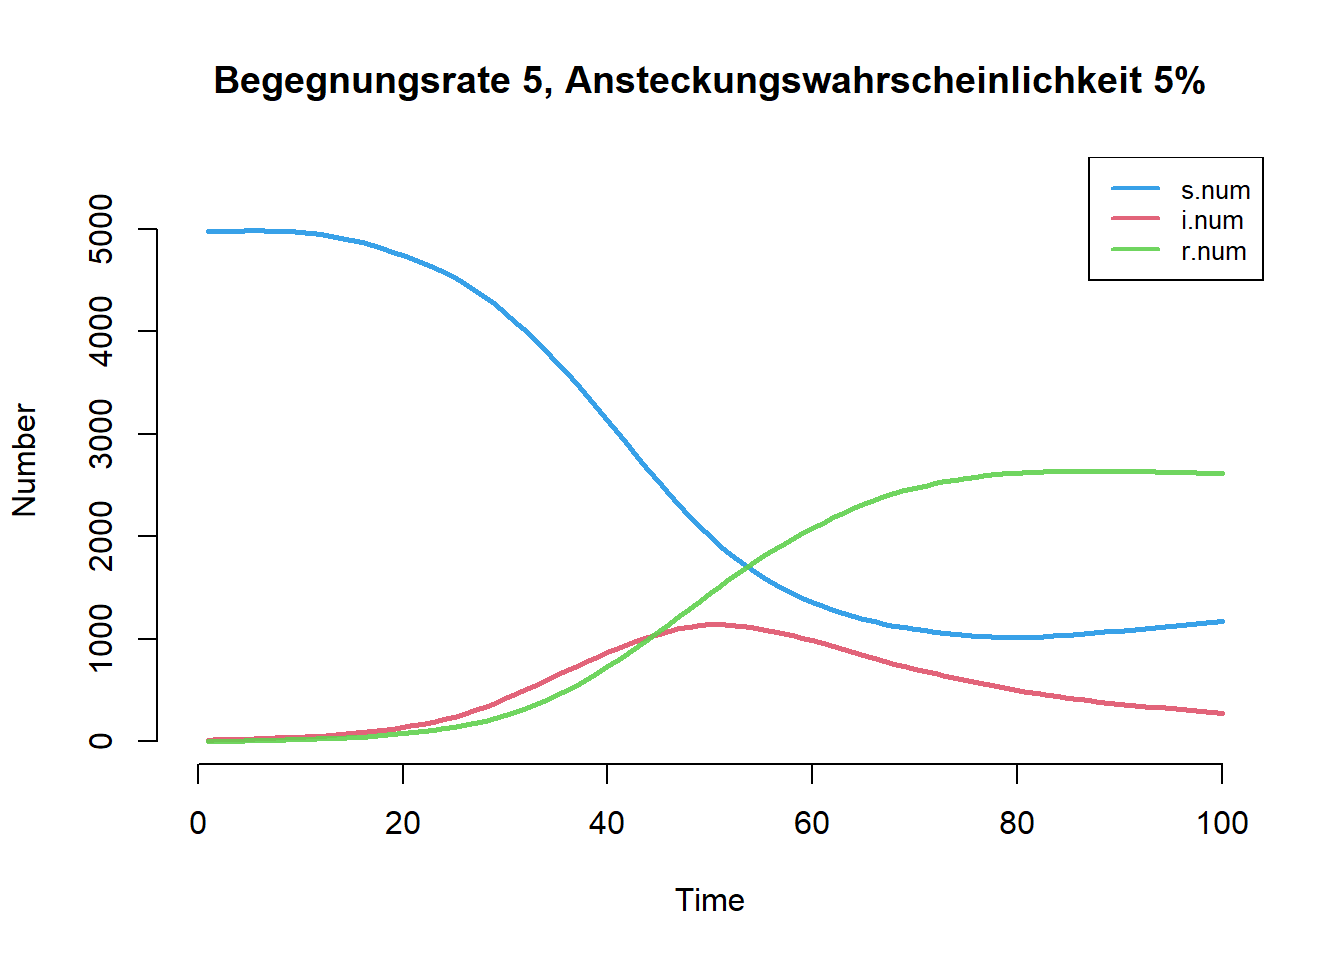 Begegnungsrate 5, Ansteckungswahrscheinlichkeit 5%
s.num
i.num
r.num
Number
5000
4000
3000
2000
1000
0
0 20 40 60 80 100
Time